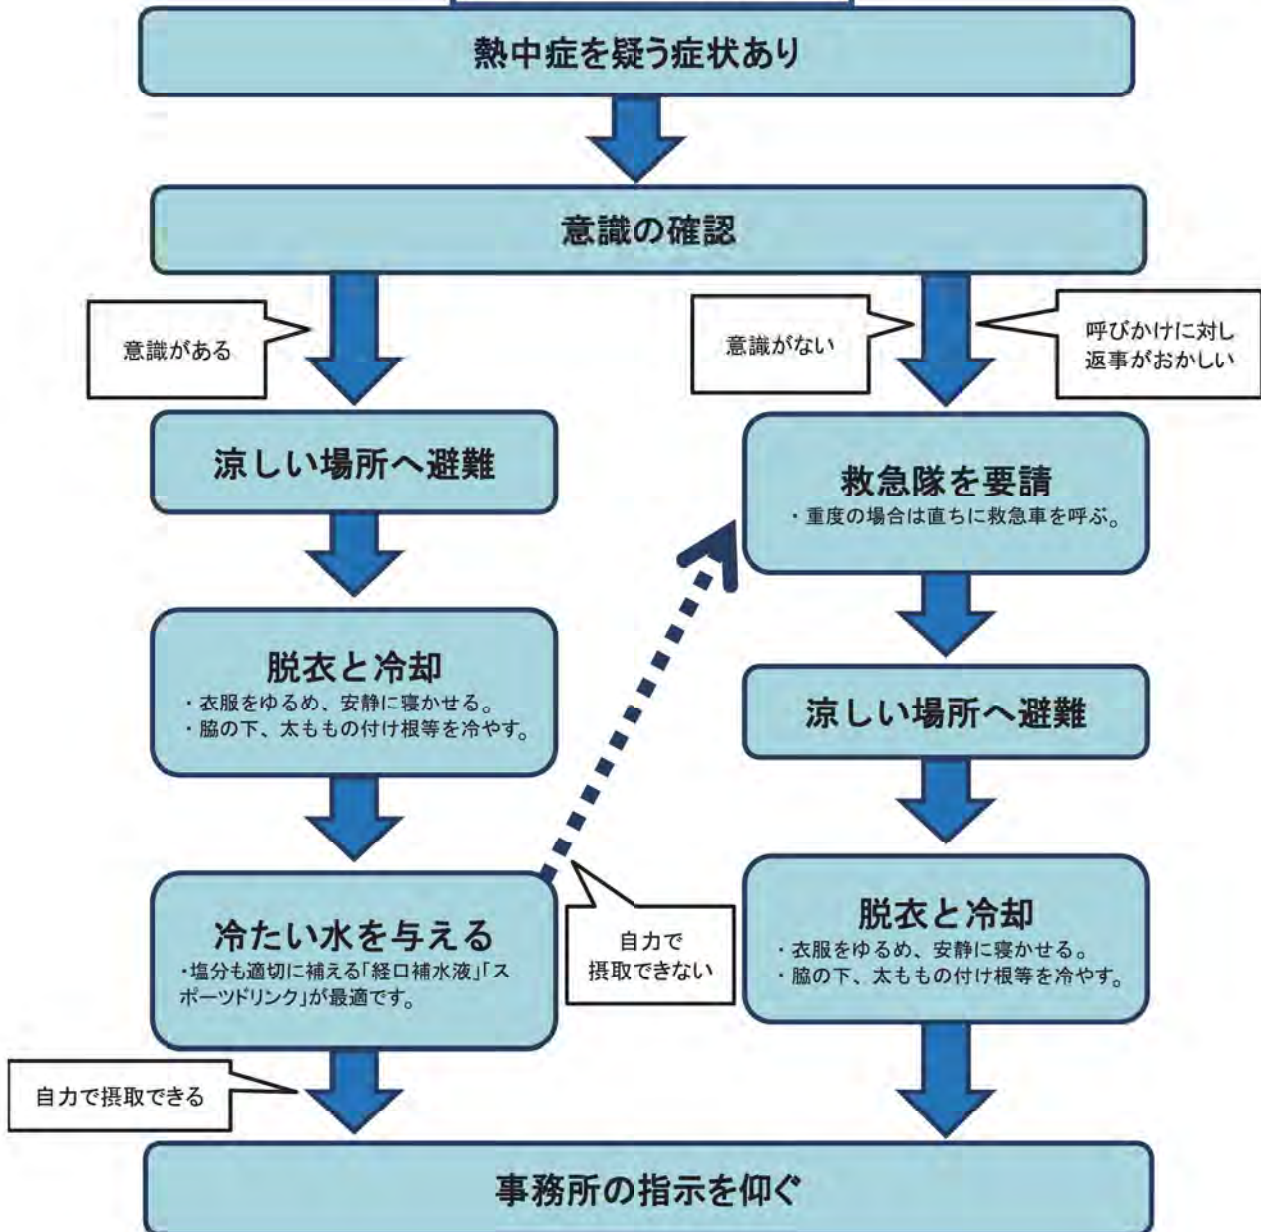 熱中症を疑う症状あり
意識の確認
意識がある
意識がない
呼びかけに対し
返事がおかしい
涼しい場所へ避難
脱衣と冷却
・衣服をゆるめ、安静に寝かせる。
・脇の下、太ももの付け根等を冷やす。
冷たい水を与える
・塩分も適切に補える「経口補水液」「ス
ポーツドリンク」が最適です。
自力で
摂取できない
自力で摂取できる
救急隊を要請
・重度の場合は直ちに救急車を呼ぶ。
涼しい場所へ避難
脱衣と冷却
・衣服をゆるめ、安静に寝かせる。
・脇の下、太ももの付け根等を冷やす。
事務所の指示を仰ぐ